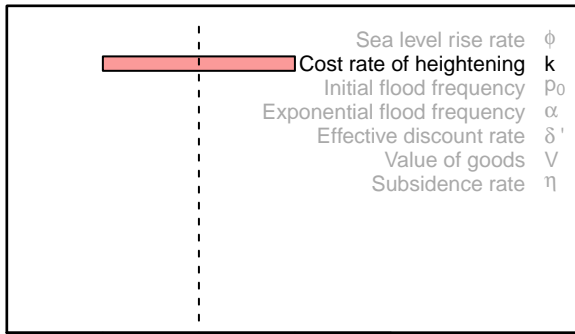 Sea level rise rate ϕ
Cost rate of heightening k
Initial flood frequency p₀
Exponential flood frequency α
Effective discount rate δ'
Value of goods V
Subsidence rate η